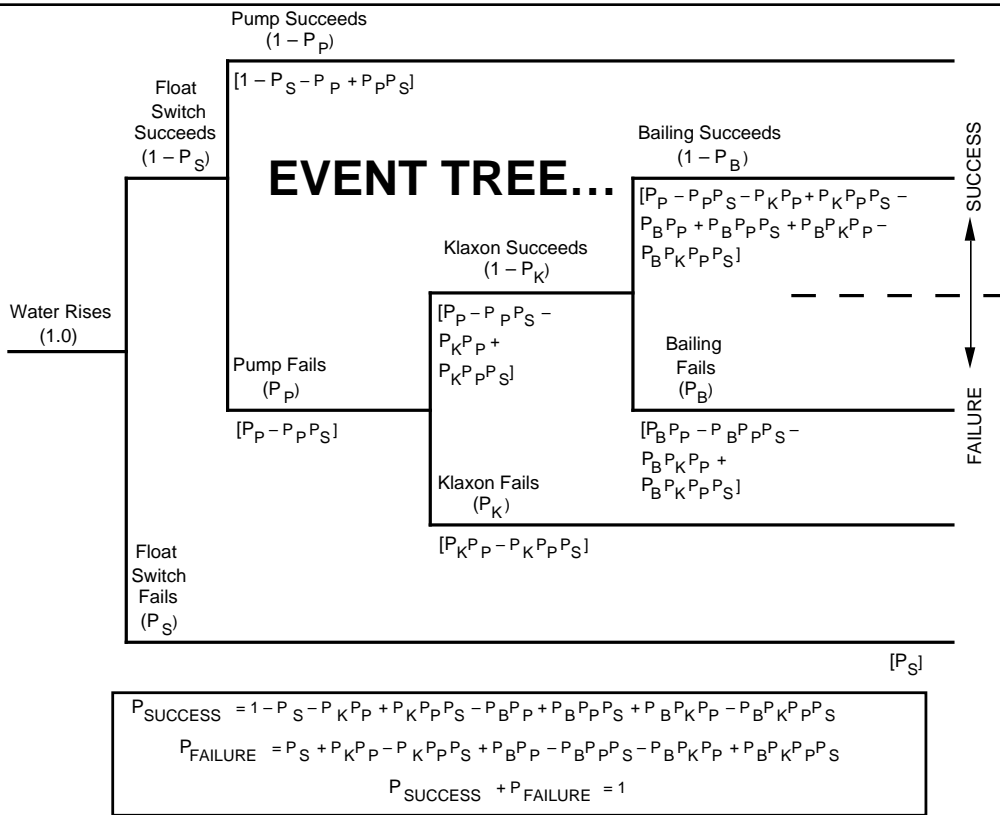 Pump Succeeds
(1 – P_P)
[1 – P_S – P_P + P_P P_S]
Float
Switch
Succeeds
(1 – P_S)
EVENT TREE...
Bailing Succeeds
(1 – P_B)
[P_P – P_P P_S – P_K P_P + P_K P_P P_S –
P_B P_P + P_B P_P P_S + P_B P_K P_P –
P_B P_K P_P P_S]
SUCCESS
Klaxon Succeeds
(1 – P_K)
[P_P – P_P P_S –
P_K P_P +
P_K P_P P_S]
Water Rises
(1.0)
Pump Fails
(P_P)
[P_P – P_P P_S]
Bailing
Fails
(P_B)
[P_B P_P – P_B P_P P_S –
P_B P_K P_P +
P_B P_K P_P P_S]
FAILURE
Klaxon Fails
(P_K)
[P_K P_P – P_K P_P P_S]
Float
Switch
Fails
(P_S)
[P_S]
P_SUCCESS = 1 – P_S – P_K P_P + P_K P_P P_S – P_B P_P + P_B P_P P_S + P_B P_K P_P – P_B P_K P_P P_S
P_FAILURE = P_S + P_K P_P – P_K P_P P_S + P_B P_P – P_B P_P P_S – P_B P_K P_P + P_B P_K P_P P_S
P_SUCCESS + P_FAILURE = 1